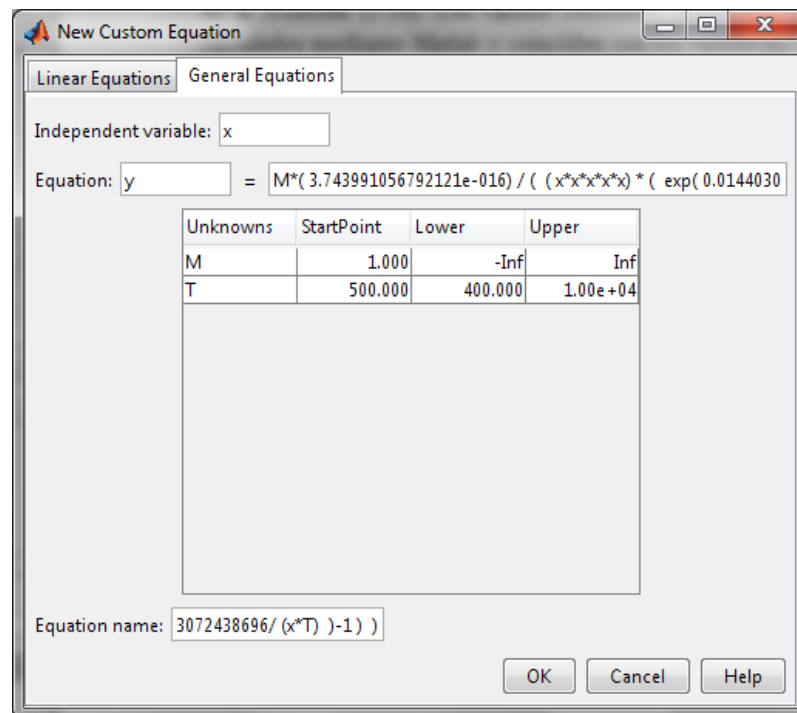 New Custom Equation
Linear Equations General Equations
Independent variable: x
Equation: y = M*( 3.743991056792121e-016) / ( ( x*x*x*x*x) * ( exp( 0.0144030
Unknowns StartPoint Lower Upper
M 1.000 -Inf Inf
T 500.000 400.000 1.00e+04
Equation name: 3072438696/ (x*T) )-1) )
OK Cancel Help